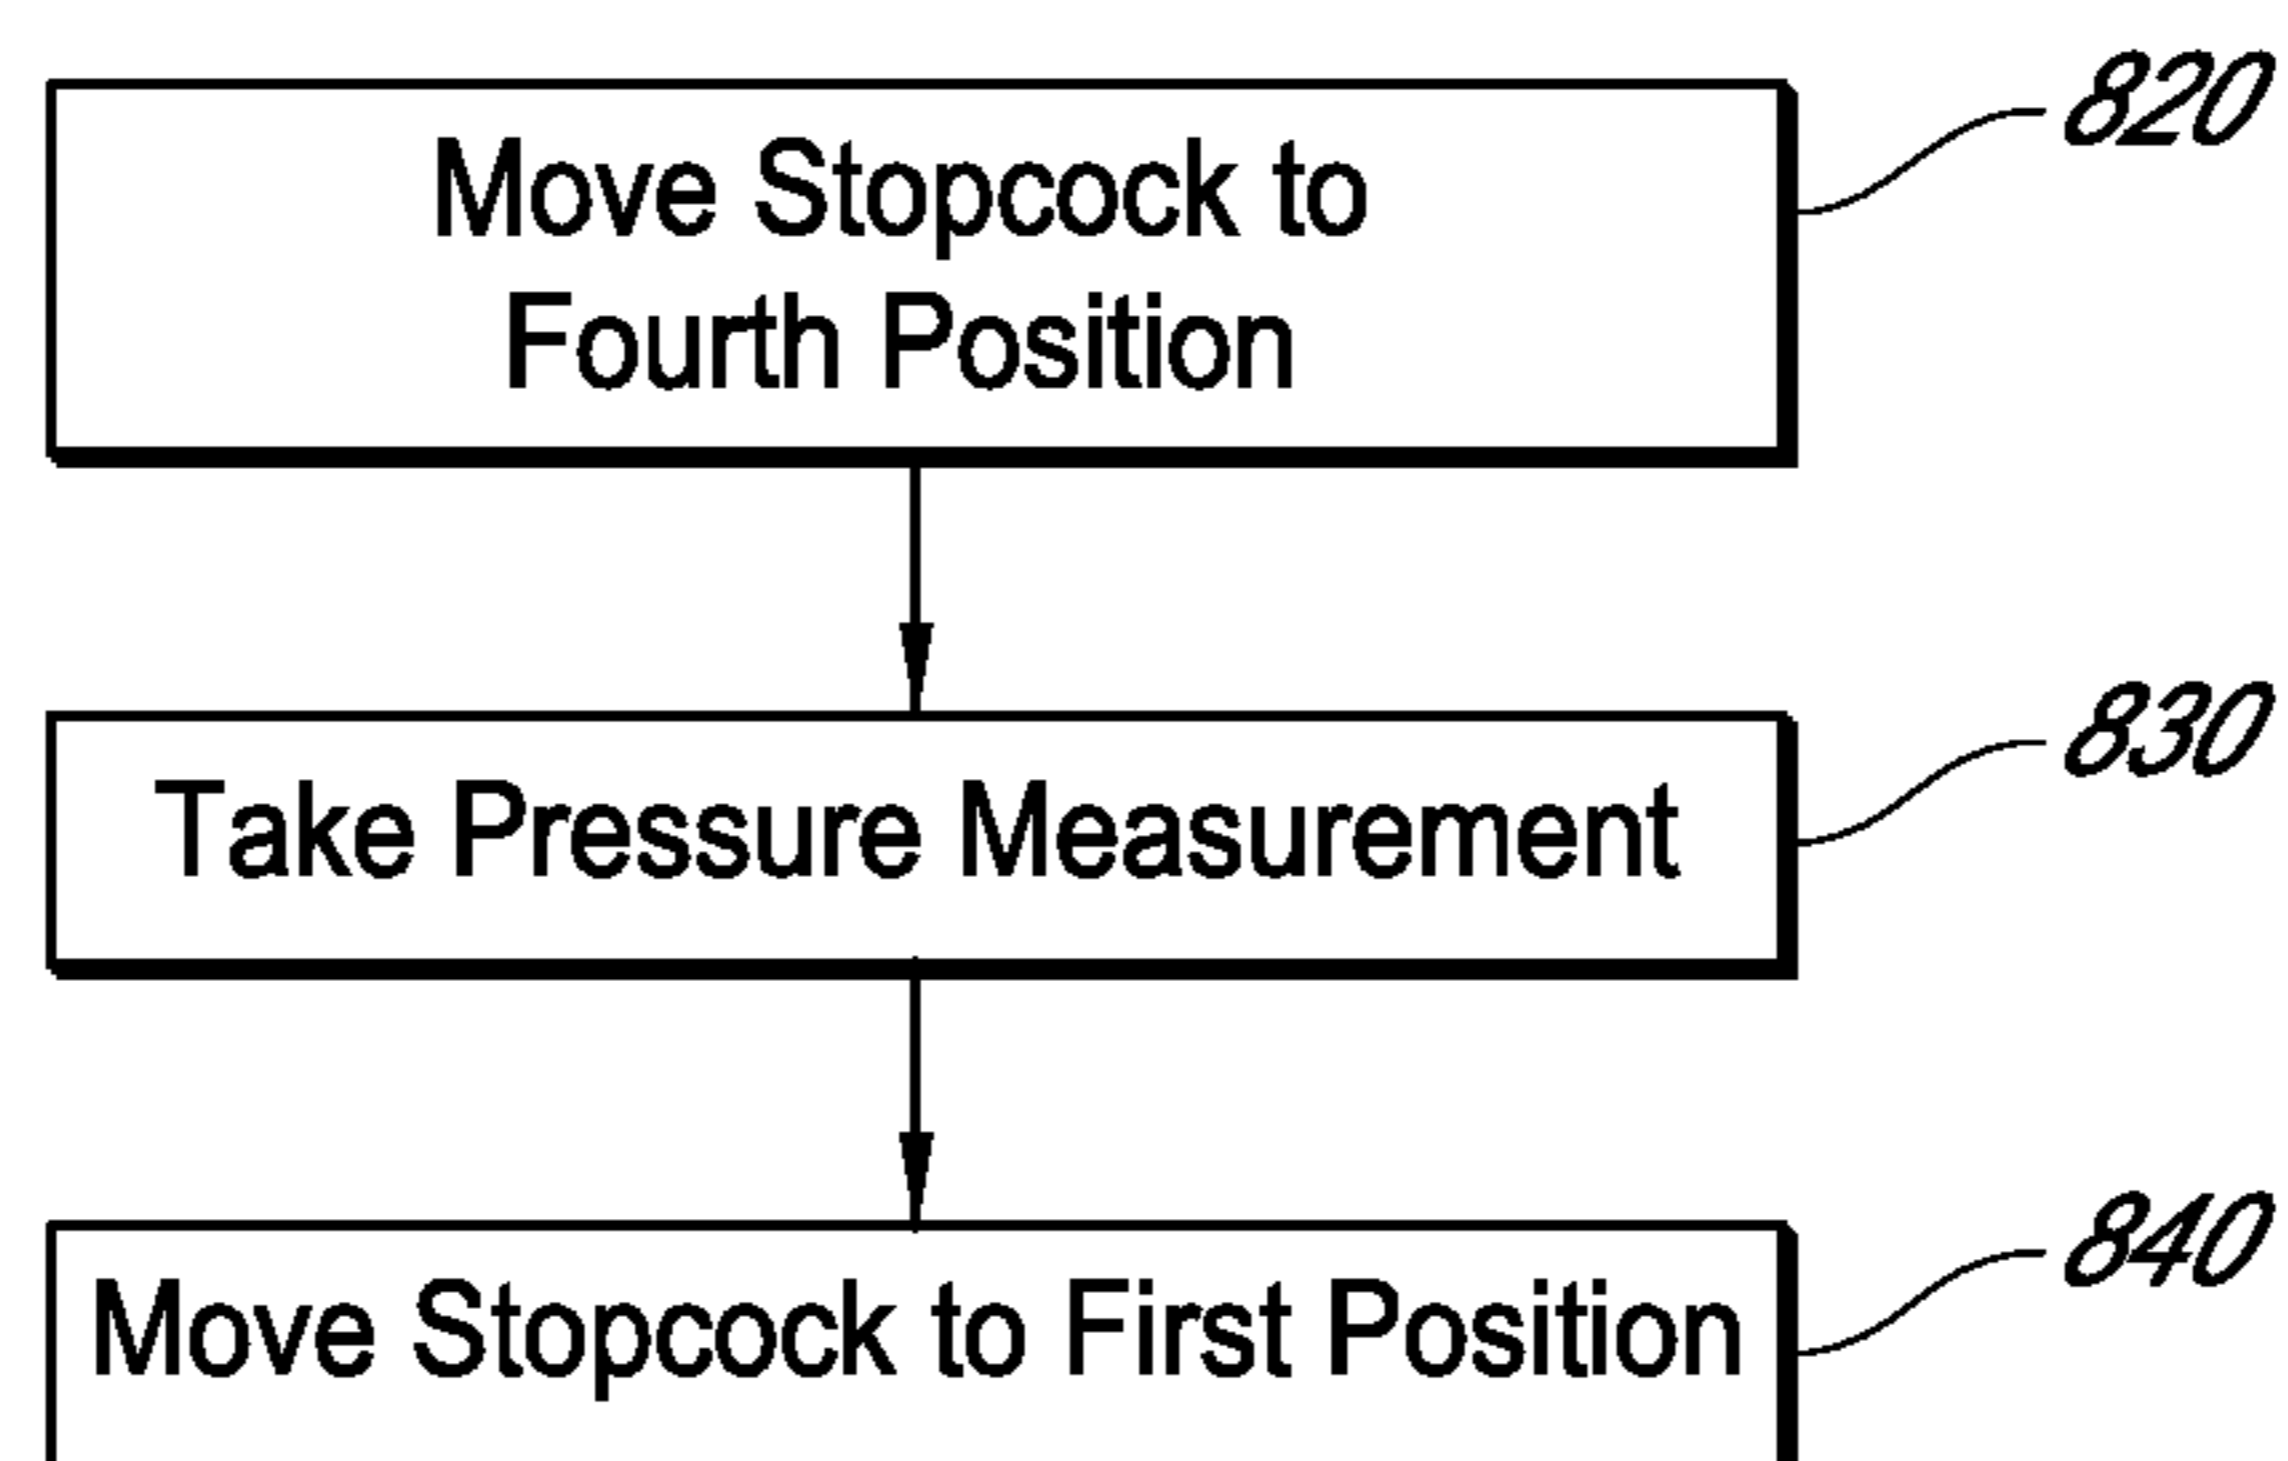 820
Move Stopcock to
Fourth Position
830
Take Pressure Measurement
840
Move Stopcock to First Position